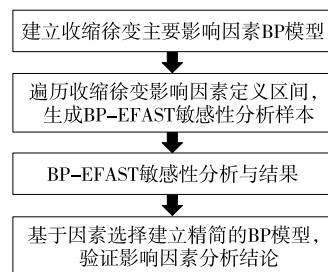 建立收缩徐变主要影响因素BP模型
遍历收缩徐变影响因素定义区间，
生成BP-EFAST敏感性分析样本
BP-EFAST敏感性分析与结果
基于因素选择建立精简的BP模型，
验证影响因素分析结论